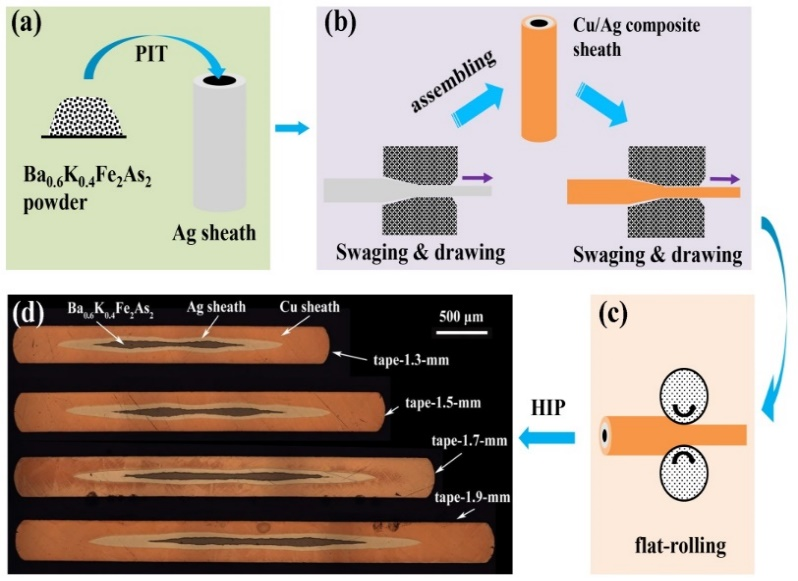 (a)
PIT
Ba0.6K0.4Fe2As2
powder
Ag sheath
(b)
assembling
Cu/Ag composite
sheath
Swaging & drawing
Swaging & drawing
(c)
flat-rolling
HIP
(d)
Ba0.6K0.4Fe2As2
Ag sheath
Cu sheath
500 μm
tape-1.3-mm
tape-1.5-mm
tape-1.7-mm
tape-1.9-mm